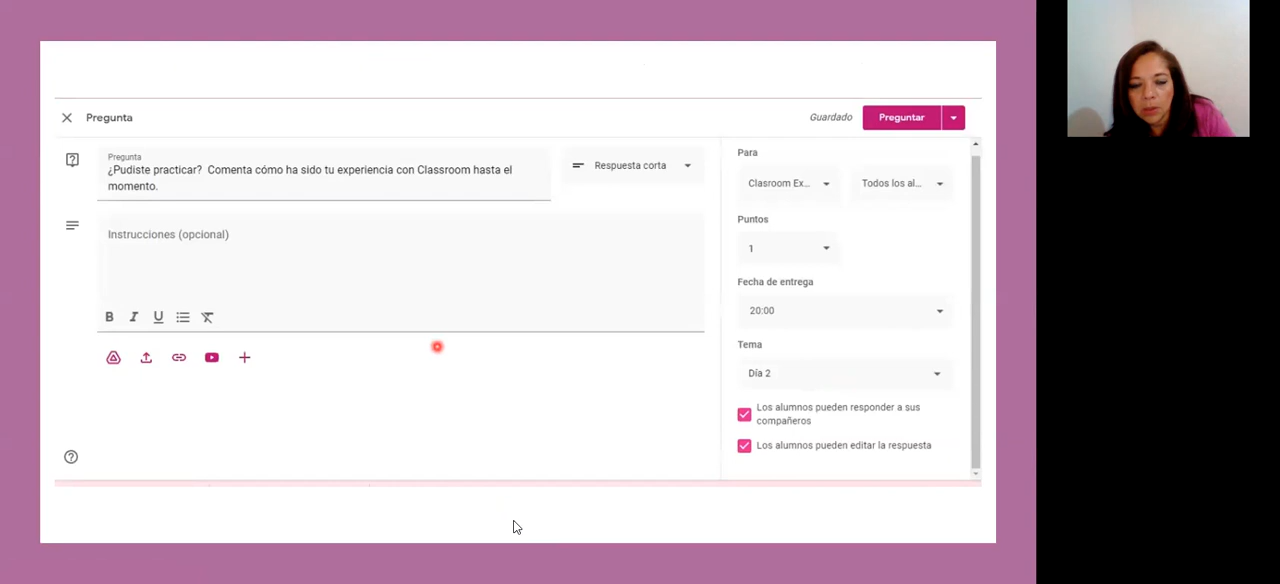 Pregunta
Guardado
Preguntar
Pregunta
¿Pudiste practicar? Comenta cómo ha sido tu experiencia con Classroom hasta el
momento.
Respuesta corta
Instrucciones (opcional)
B I U
Para
Clasroom Ex...
Todos los al...
Puntos
1
Fecha de entrega
20:00
Tema
Día 2
Los alumnos pueden responder a sus
compañeros
Los alumnos pueden editar la respuesta